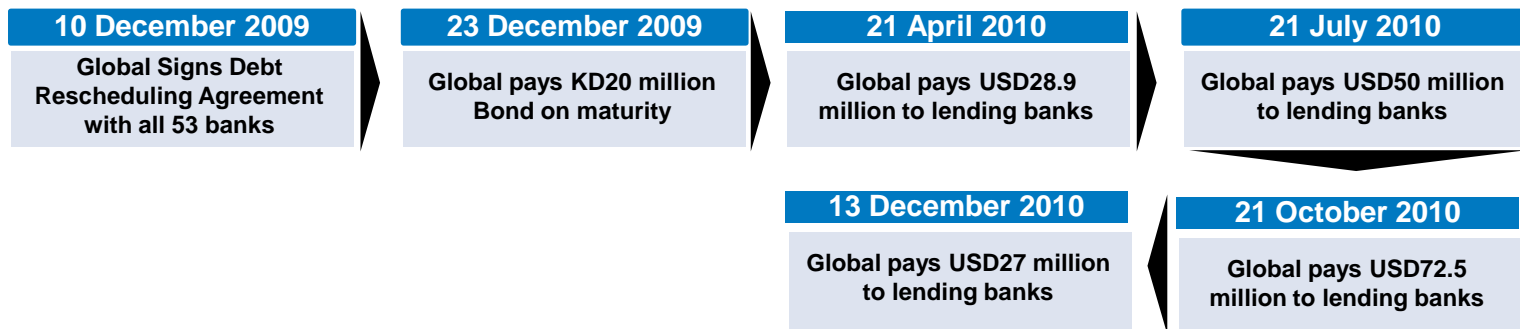 10 December 2009
Global Signs Debt
Rescheduling Agreement
with all 53 banks
23 December 2009
Global pays KD20 million
Bond on maturity
21 April 2010
Global pays USD28.9
million to lending banks
21 July 2010
Global pays USD50 million
to lending banks
21 October 2010
Global pays USD72.5
million to lending banks
13 December 2010
Global pays USD27 million
to lending banks